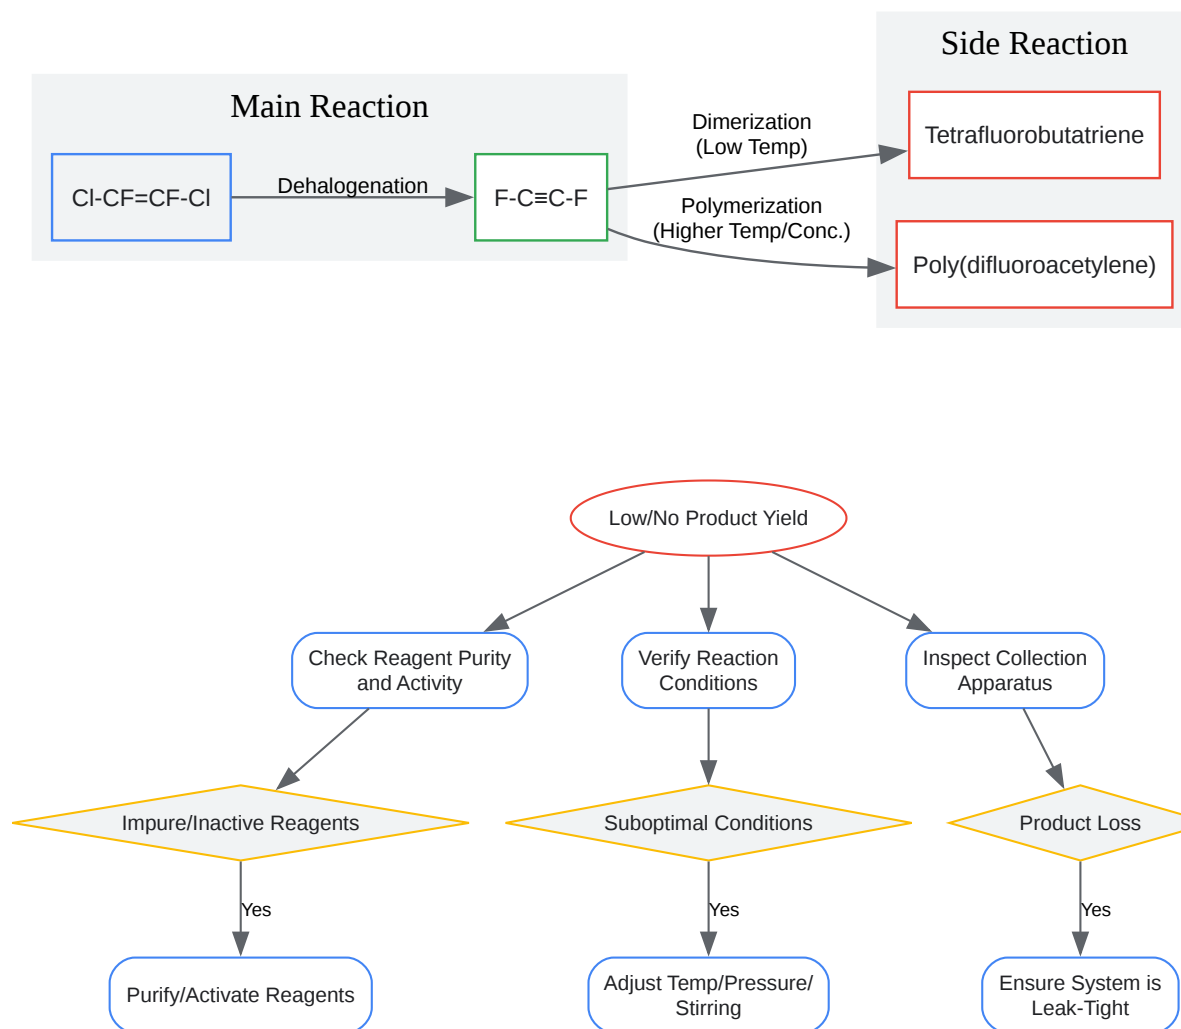 Side Reaction
Main Reaction
Tetrafluorobutatriene
Dimerization
(Low Temp)
Cl-CF=CF-Cl
Dehalogenation
F-C≡C-F
Polymerization
(Higher Temp/Conc.)
Poly(difluoroacetylene)
Low/No Product Yield
Check Reagent Purity
and Activity
Verify Reaction
Conditions
Inspect Collection
Apparatus
Impure/Inactive Reagents
Suboptimal Conditions
Product Loss
Yes
Yes
Yes
Purify/Activate Reagents
Adjust Temp/Pressure/
Stirring
Ensure System is
Leak-Tight